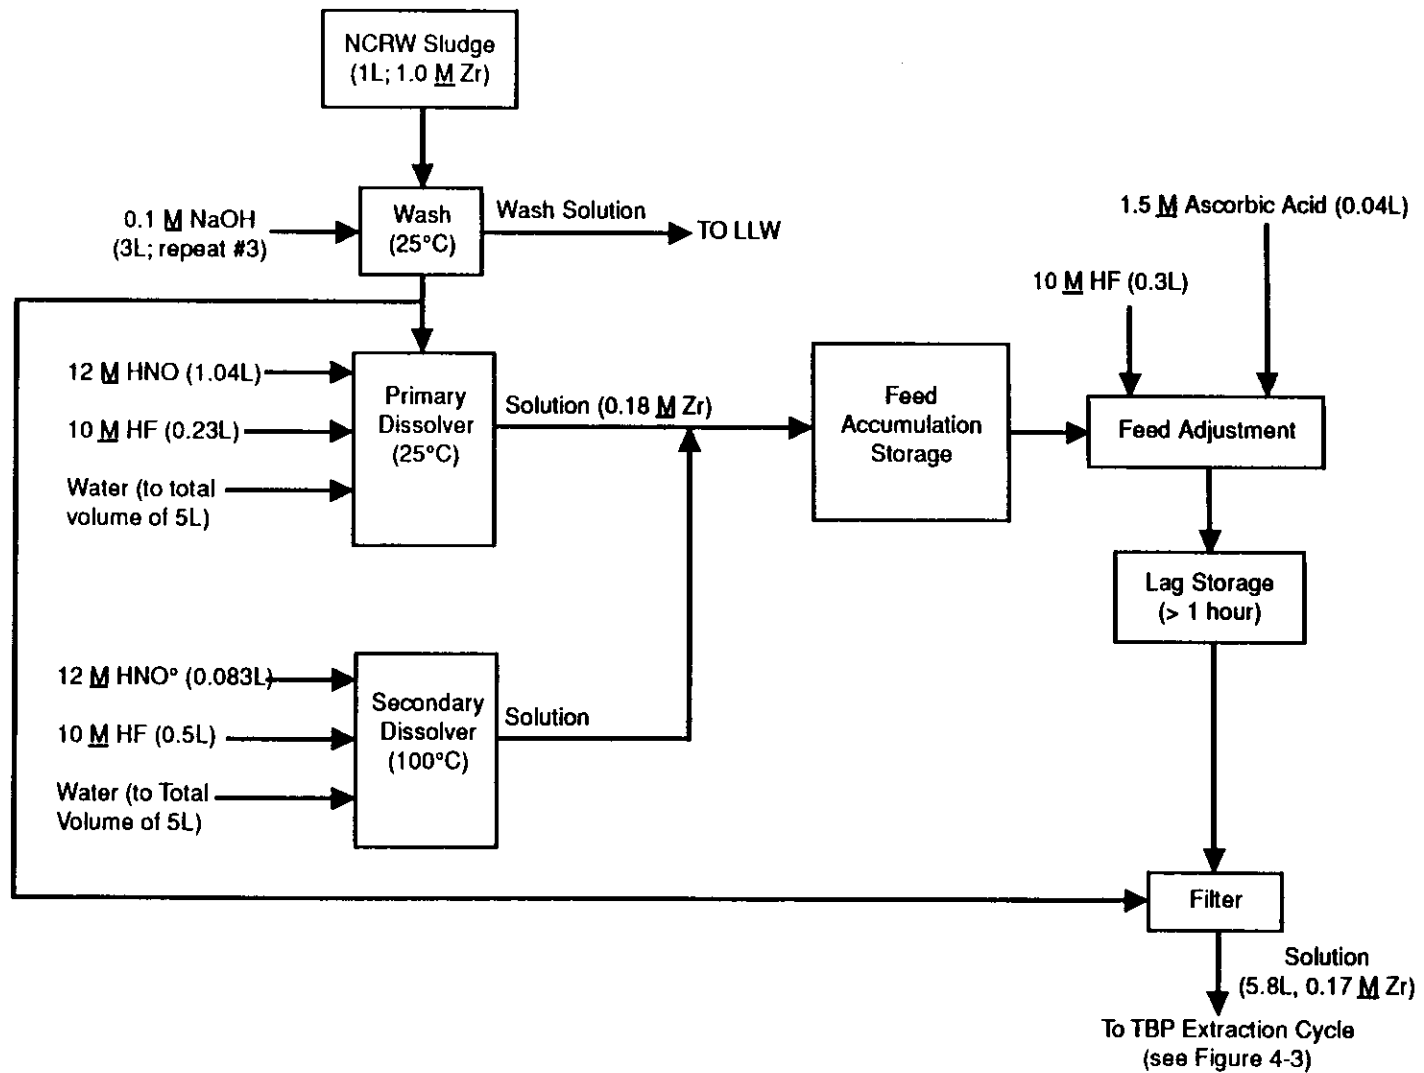 NCRW Sludge
(1L; 1.0 M Zr)
0.1 M NaOH
(3L; repeat #3)
Wash
(25°C)
Wash Solution
TO LLW
1.5 M Ascorbic Acid (0.04L)
10 M HF (0.3L)
12 M HNO (1.04L)
10 M HF (0.23L)
Water (to total
volume of 5L)
Primary
Dissolver
(25°C)
Solution (0.18 M Zr)
Feed
Accumulation
Storage
Feed Adjustment
Lag Storage
(> 1 hour)
12 M HNO° (0.083L)
10 M HF (0.5L)
Water (to Total
Volume of 5L)
Secondary
Dissolver
(100°C)
Solution
Filter
Solution
(5.8L, 0.17 M Zr)
To TBP Extraction Cycle
(see Figure 4-3)